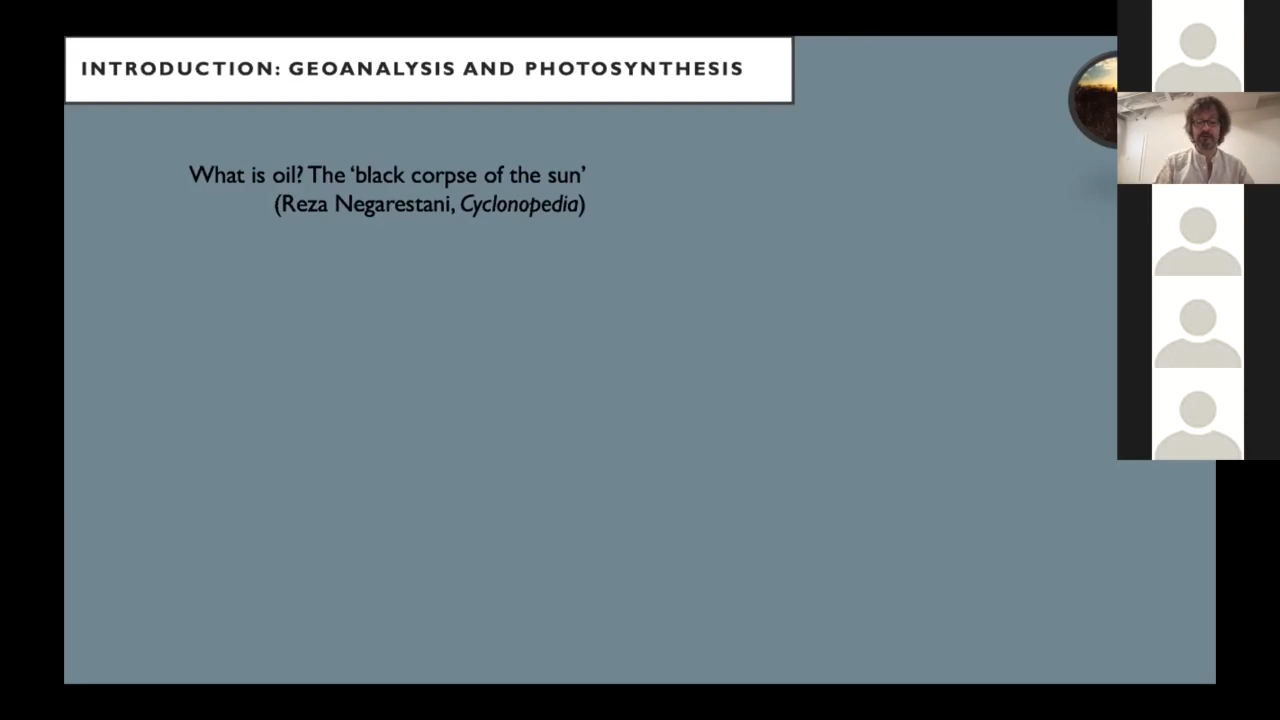 INTRODUCTION: GEOANALYSIS AND PHOTOSYNTHESIS
What is oil? The ‘black corpse of the sun’
(Reza Negarestani, Cyclonopedia)